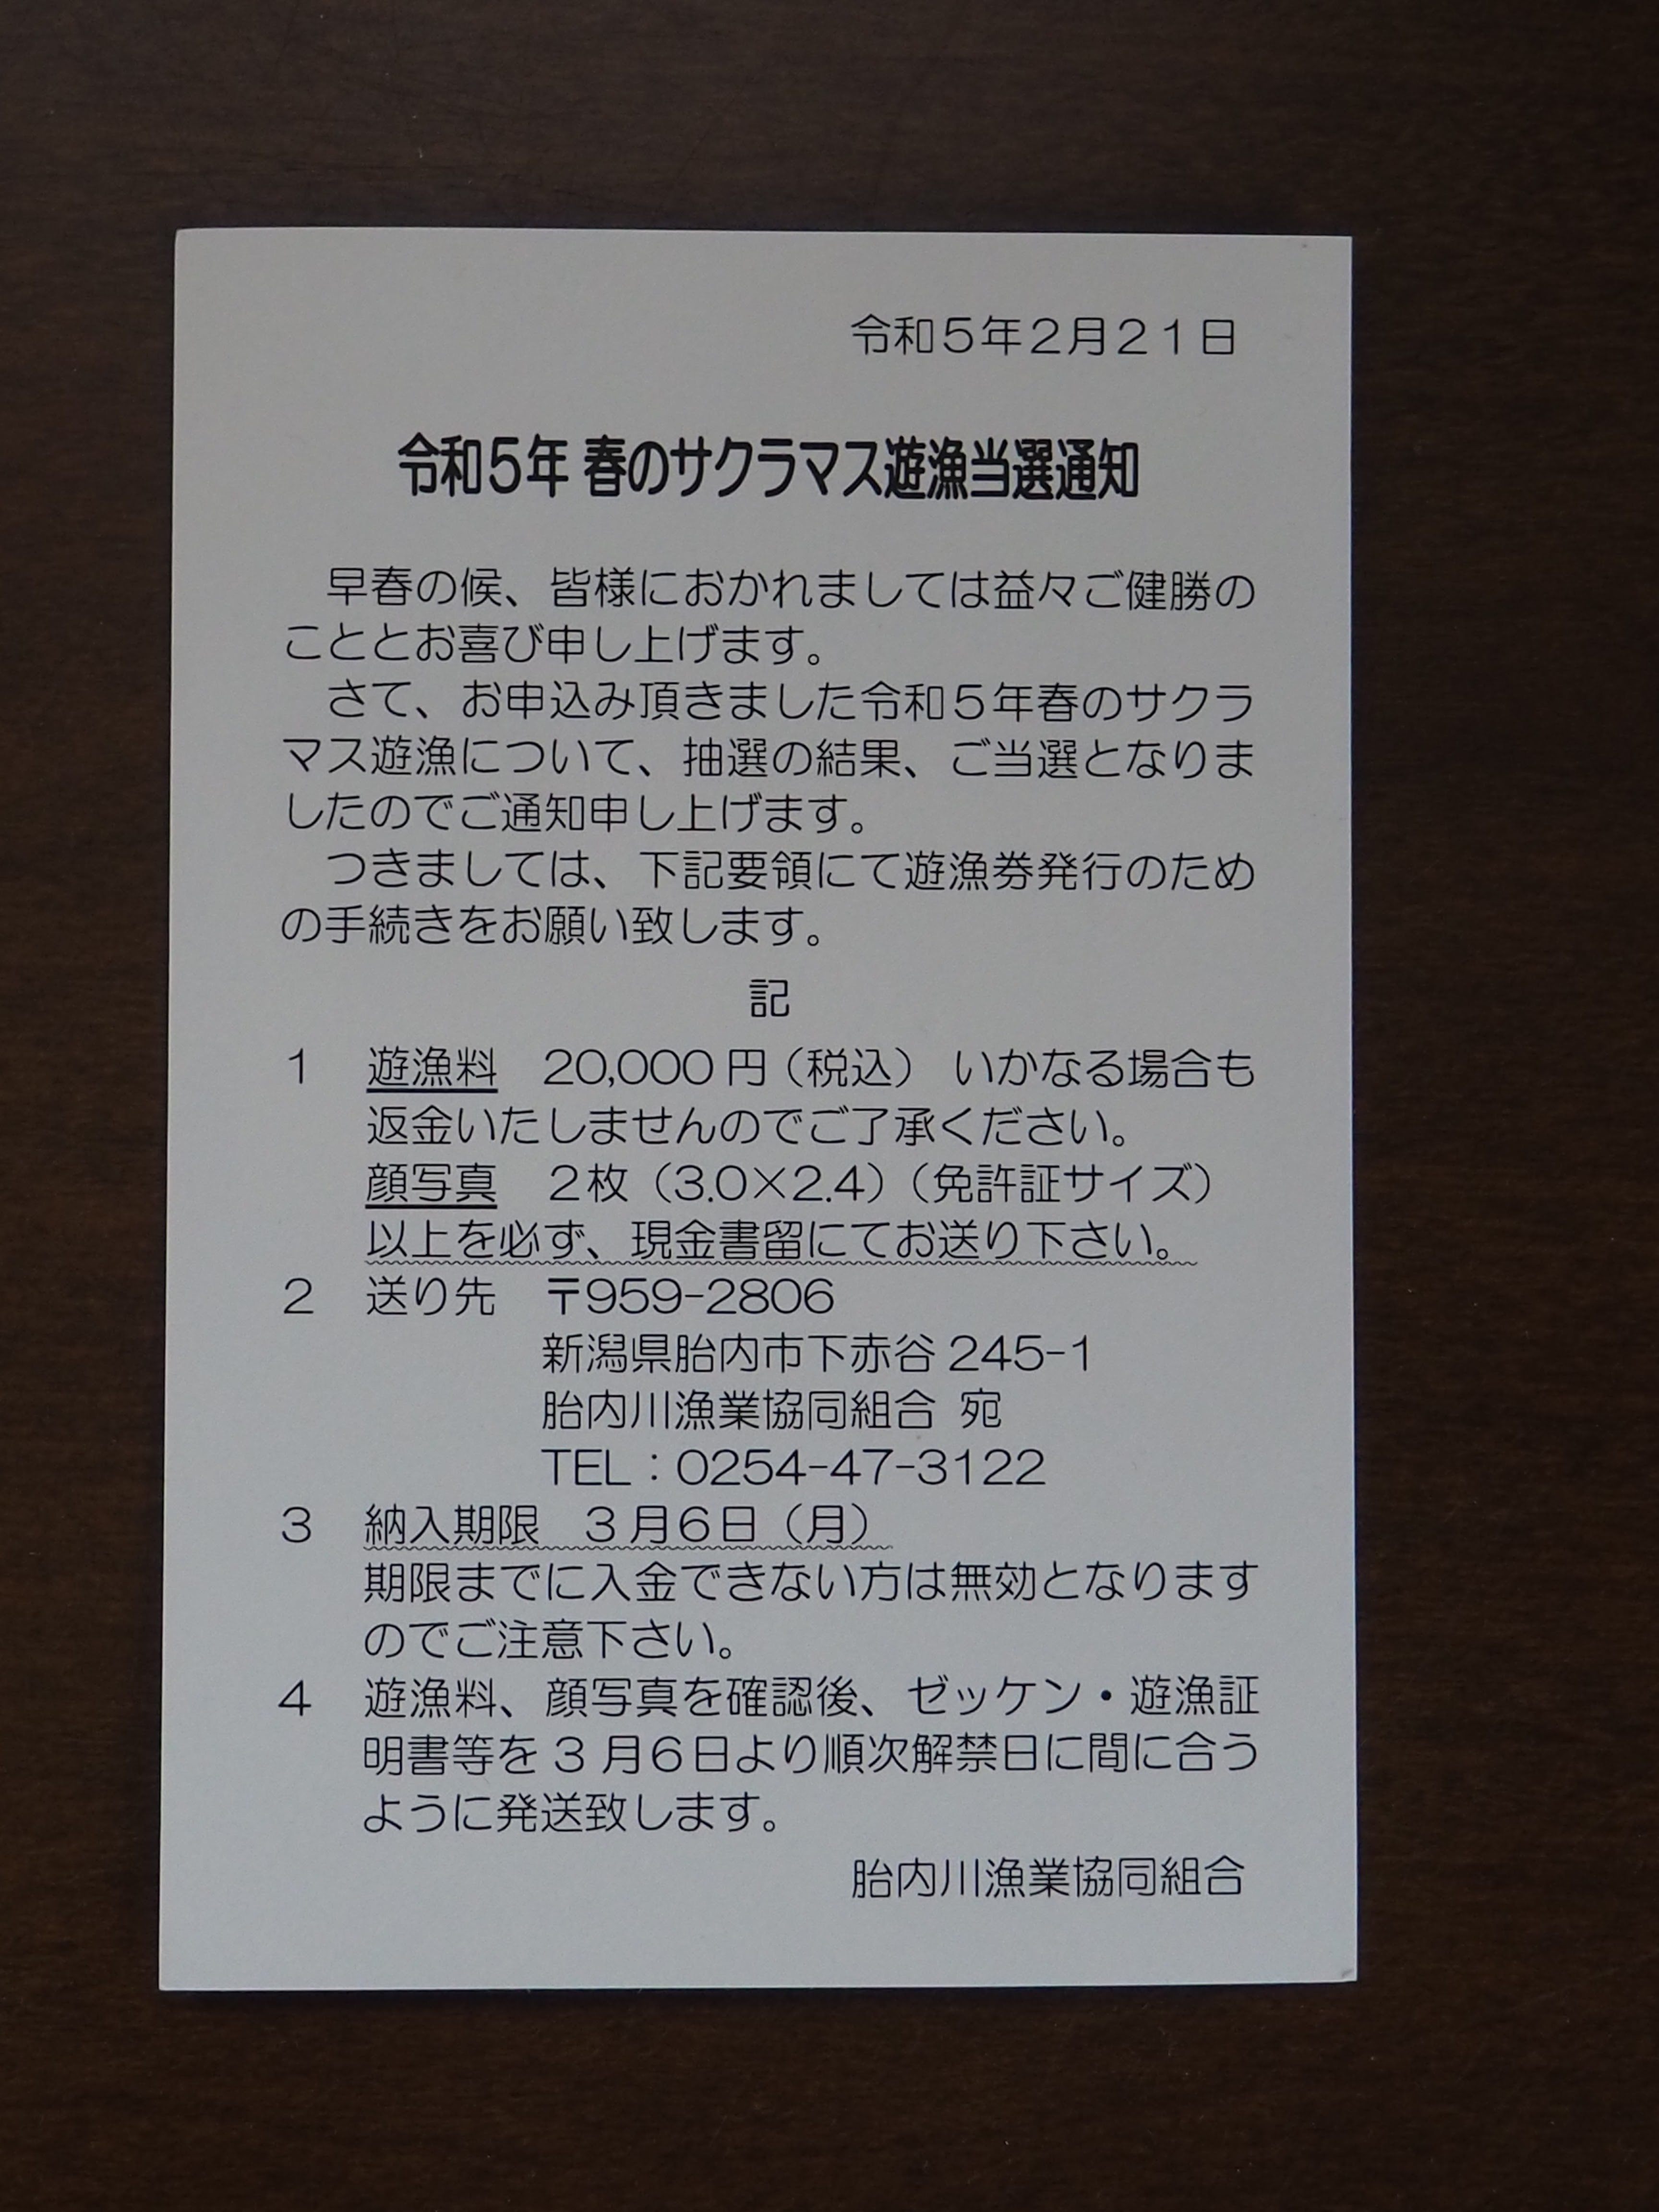 令和５年２月２１日
令和５年 春のサクラマス遊漁当選通知
早春の候、皆様におかれましては益々ご健勝の
こととお喜び申し上げます。
さて、お申込み頂きました令和５年春のサクラ
マス遊漁について、抽選の結果、ご当選となりま
したのでご通知申し上げます。
つきましては、下記要領にて遊漁券発行のため
の手続きをお願い致します。
記
１　遊漁料　20,000 円（税込）　いかなる場合も
返金いたしませんのでご了承ください。
顔写真　２枚（3.0×2.4）（免許証サイズ）
以上を必ず、現金書留にてお送り下さい。
２　送り先　〒959-2806
新潟県胎内市下赤谷 245-1
胎内川漁業協同組合 宛
TEL：0254-47-3122
３　納入期限　３月６日（月）
期限までに入金できない方は無効となります
のでご注意下さい。
４　遊漁料、顔写真を確認後、ゼッケン・遊漁証
明書等を３月６日より順次解禁日に間に合う
ように発送致します。
胎内川漁業協同組合